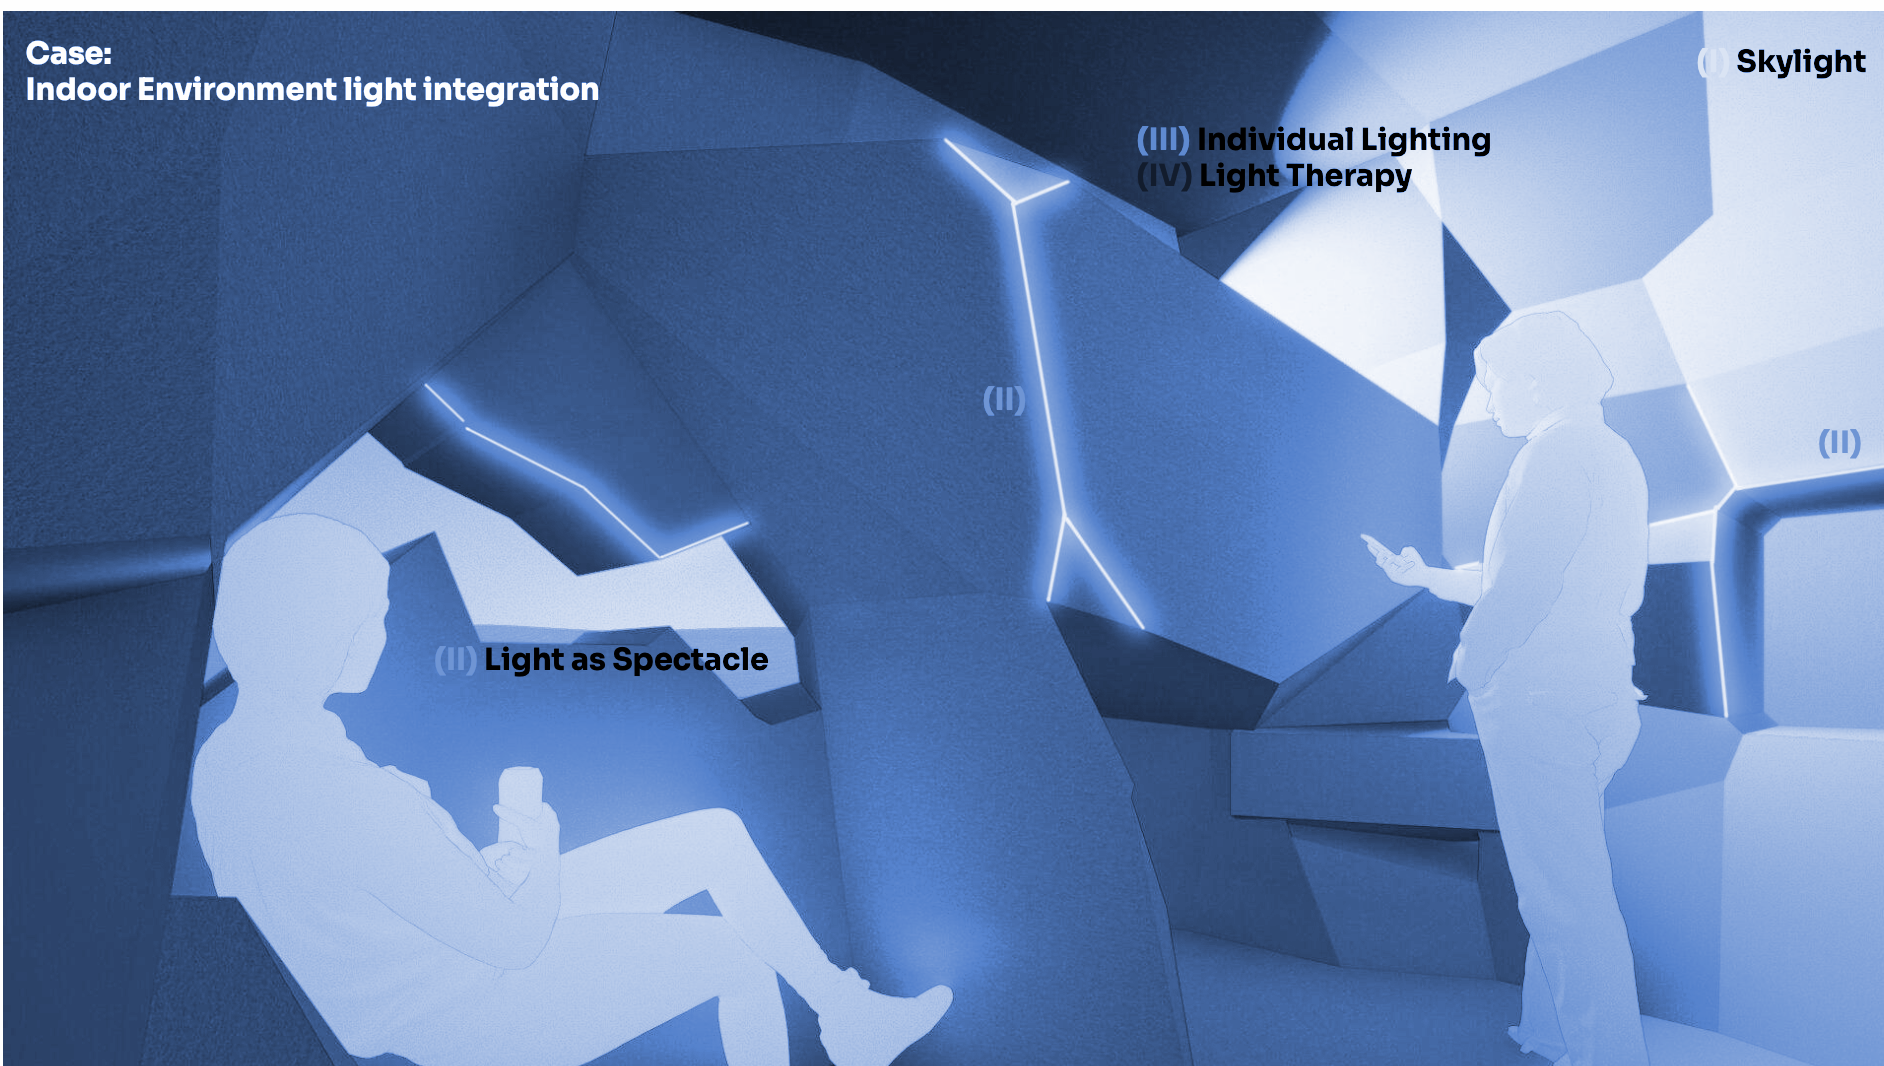 Case:
Indoor Environment light integration
(I) Skylight
(III) Individual Lighting
(IV) Light Therapy
(II)
(II)
(II) Light as Spectacle